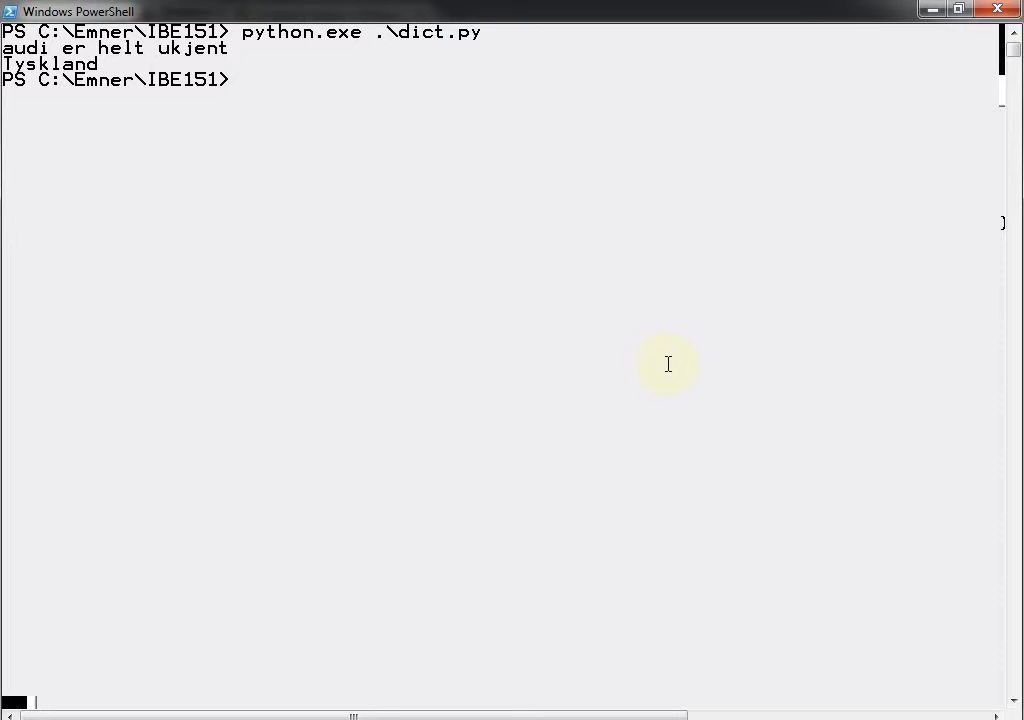 Windows PowerShell
PS C:\Emner\IBE151> python.exe .\dict.py
audi er helt ukjent
Tyskland
PS C:\Emner\IBE151>